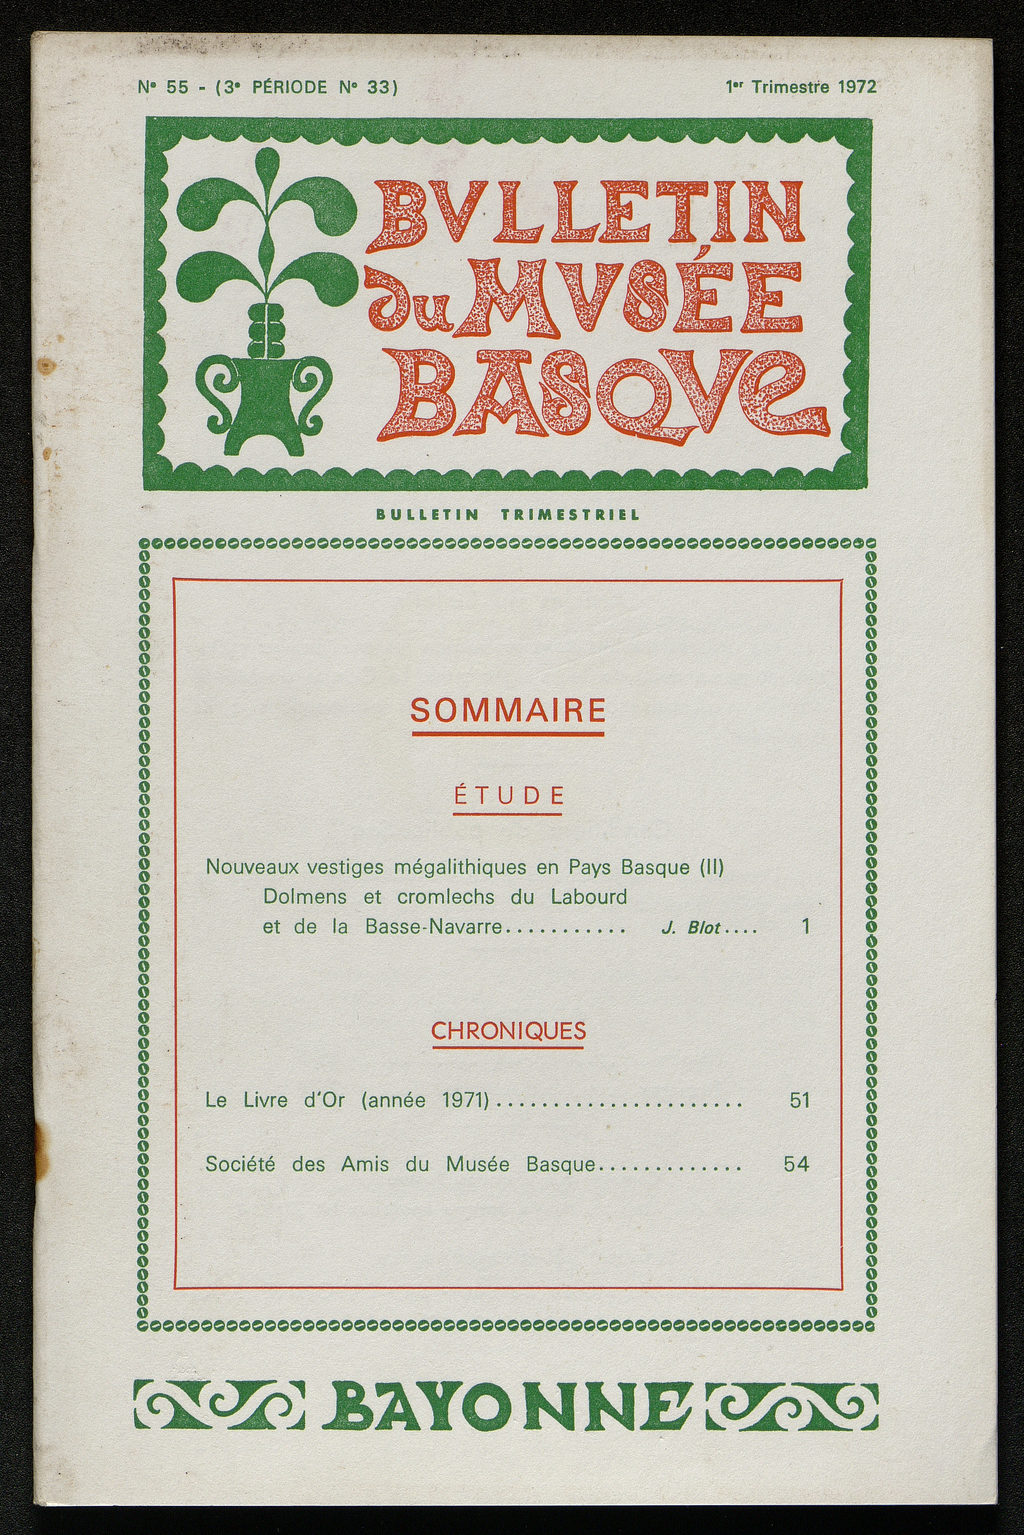 Nº 55 - (3e PÉRIODE Nº 33)
1er Trimestre 1972
BVLLETIN
du MVSÉE
BASQVE
BULLETIN TRIMESTRIEL
SOMMAIRE
ÉTUDE
Nouveaux vestiges mégalithiques en Pays Basque (II)
Dolmens et cromlechs du Labourd
et de la Basse-Navarre........... J. Blot.... 1
CHRONIQUES
Le Livre d'Or (année 1971)...................... 51
Société des Amis du Musée Basque............. 54
BAYONNE